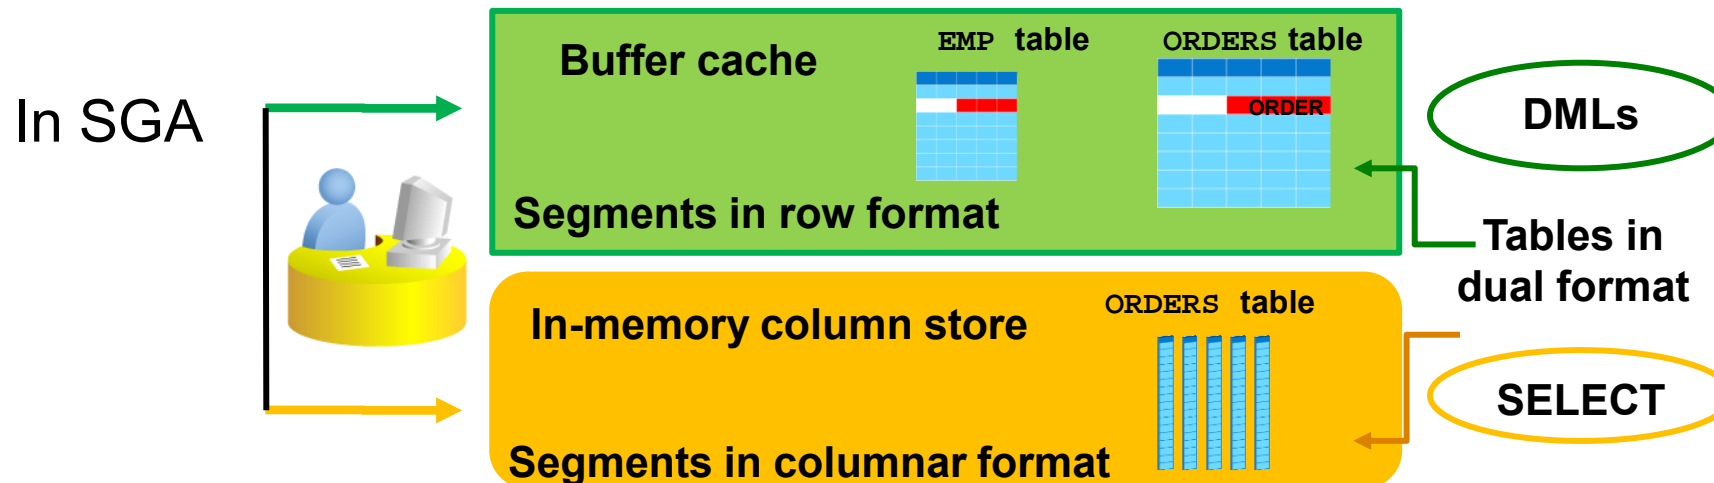 In SGA
Buffer cache
EMP table
ORDERS table
ORDER
Segments in row format
DMLs
Tables in
dual format
In-memory column store
ORDERS table
Segments in columnar format
SELECT